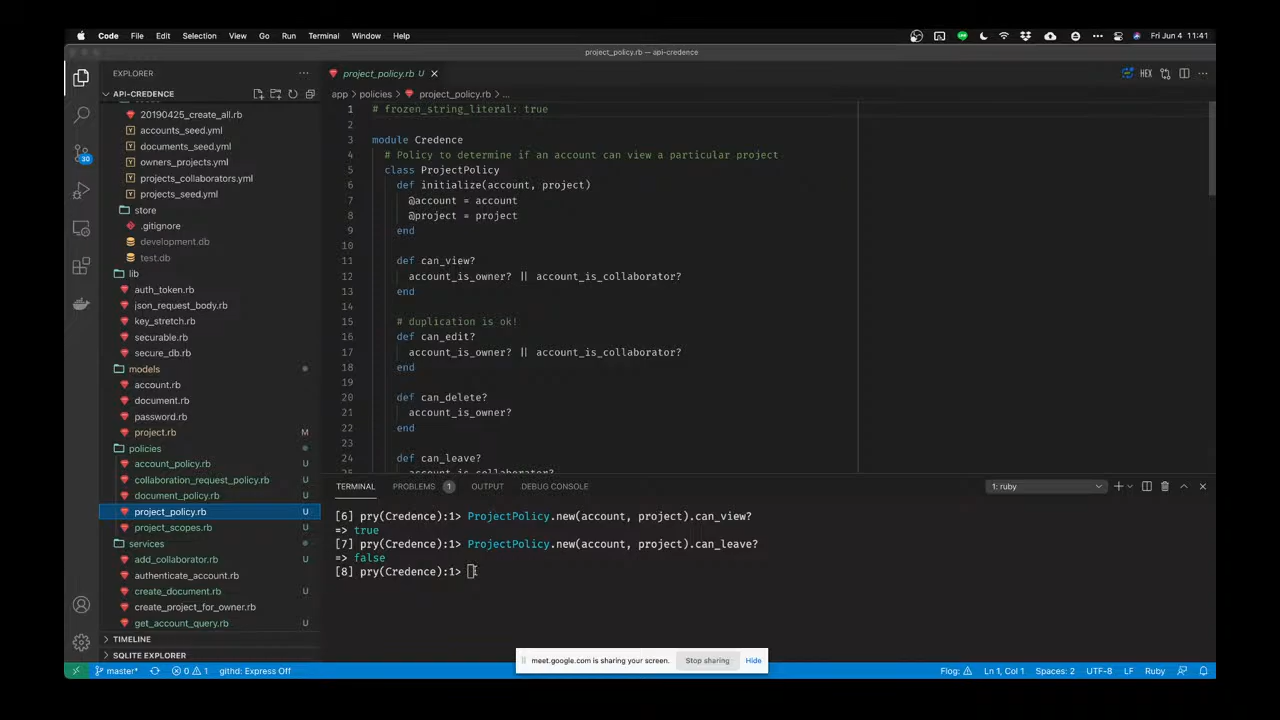 Code File Edit Selection View Go Run Terminal Window Help Fri Jun 4 11:41
project_policy.rb — api-credence
EXPLORER
API-CREDENCE
20190425_create_all.rb
accounts_seed.yml
documents_seed.yml
owners_projects.yml
projects_collaborators.yml
projects_seed.yml
store
.gitignore
development.db
test.db
lib
auth_token.rb
json_request_body.rb
key_stretch.rb
securable.rb
secure_db.rb
models
account.rb
document.rb
password.rb
project.rb M
policies
account_policy.rb U
collaboration_request_policy.rb U
document_policy.rb U
project_policy.rb U
project_scopes.rb U
services
add_collaborator.rb U
authenticate_account.rb
create_document.rb U
create_project_for_owner.rb
get_account_query.rb U
TIMELINE
SQLITE EXPLORER
30
project_policy.rb U
HEX
app > policies > project_policy.rb > ...
1 # frozen_string_literal: true
2
3 module Credence
4 # Policy to determine if an account can view a particular project
5 class ProjectPolicy
6 def initialize(account, project)
7 @account = account
8 @project = project
9 end
10
11 def can_view?
12 account_is_owner? || account_is_collaborator?
13 end
14
15 # duplication is ok!
16 def can_edit?
17 account_is_owner? || account_is_collaborator?
18 end
19
20 def can_delete?
21 account_is_owner?
22 end
23
24 def can_leave?
25 account_is_collaborator?
TERMINAL PROBLEMS 1 OUTPUT DEBUG CONSOLE 1: ruby
[6] pry(Credence):1> ProjectPolicy.new(account, project).can_view?
=> true
[7] pry(Credence):1> ProjectPolicy.new(account, project).can_leave?
=> false
[8] pry(Credence):1>
meet.google.com is sharing your screen. Stop sharing Hide
master* 0 1 githd: Express Off Flog: Ln 1, Col 1 Spaces: 2 UTF-8 LF Ruby